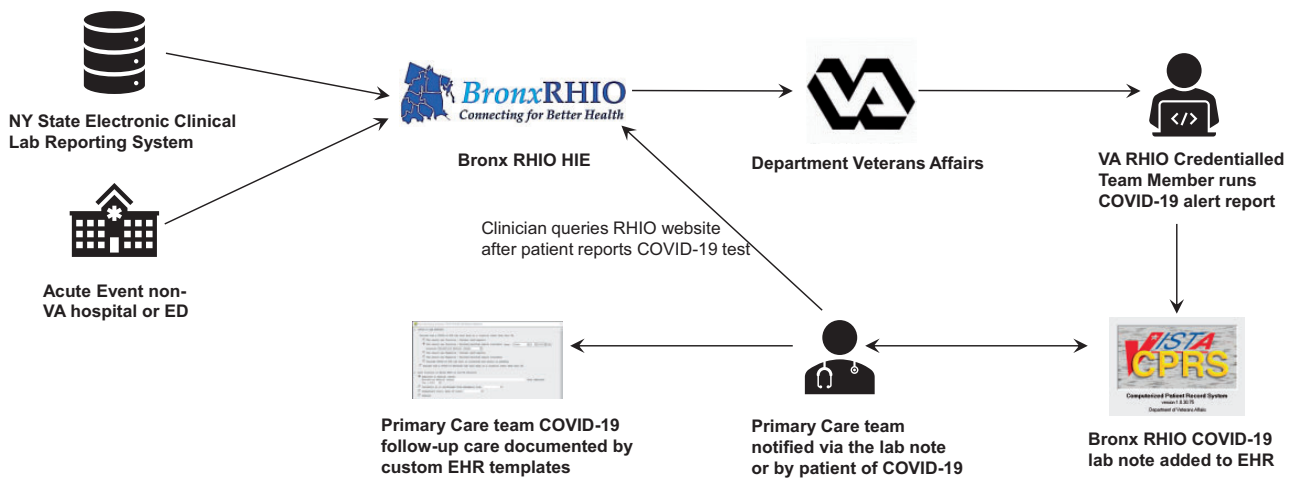 NY State Electronic Clinical
Lab Reporting System
Acute Event non-
VA hospital or ED
BronxRHIO
Connecting for Better Health
Bronx RHIO HIE
VA
Department Veterans Affairs
</>
VA RHIO Credentialled
Team Member runs
COVID-19 alert report
Clinician queries RHIO website
after patient reports COVID-19 test
VISTA
CPRS
Computerized Patient Record System
Department of Veterans Affairs
Bronx RHIO COVID-19
lab note added to EHR
Primary Care team
notified via the lab note
or by patient of COVID-19
Primary Care team COVID-19
follow-up care documented by
custom EHR templates